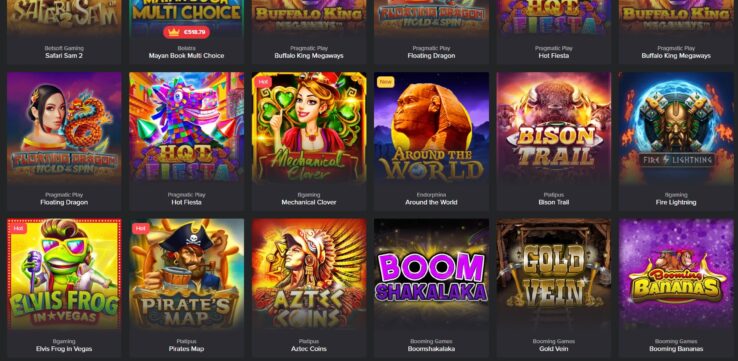 SAFARI SAM
MULTI CHOICE
BUFFALO KING
MEGAWAYS
FLOATING DRAGON
HOLD & SPIN
HOT
FIESTA
BUFFALO KING
MEGAWAYS
€518.79
Betsoft Gaming
Belatra
Pragmatic Play
Pragmatic Play
Pragmatic Play
Pragmatic Play
Safari Sam 2
Mayan Book Multi Choice
Buffalo King Megaways
Floating Dragon
Hot Fiesta
Buffalo King Megaways
Hot
New
FLOATING DRAGON
HOLD & SPIN
HOT
FIESTA
Mechanical
Clover
AROUND THE
WORLD
BISON
TRAIL
FIRE LIGHTNING
Pragmatic Play
Pragmatic Play
Bgaming
Endorphina
Platipus
Bgaming
Floating Dragon
Hot Fiesta
Mechanical Clover
Around the World
Bison Trail
Fire Lightning
Hot
Hot
ELVIS FROG
IN VEGAS
PIRATE'S
MAP
AZTEC
COINS
BOOM
SHAKALAKA
GOLD
VEIN
Booming
BANANAS
Bgaming
Platipus
Platipus
Booming Games
Booming Games
Booming Games
Elvis Frog in Vegas
Pirates Map
Aztec Coins
Boomshakalaka
Gold Vein
Booming Bananas